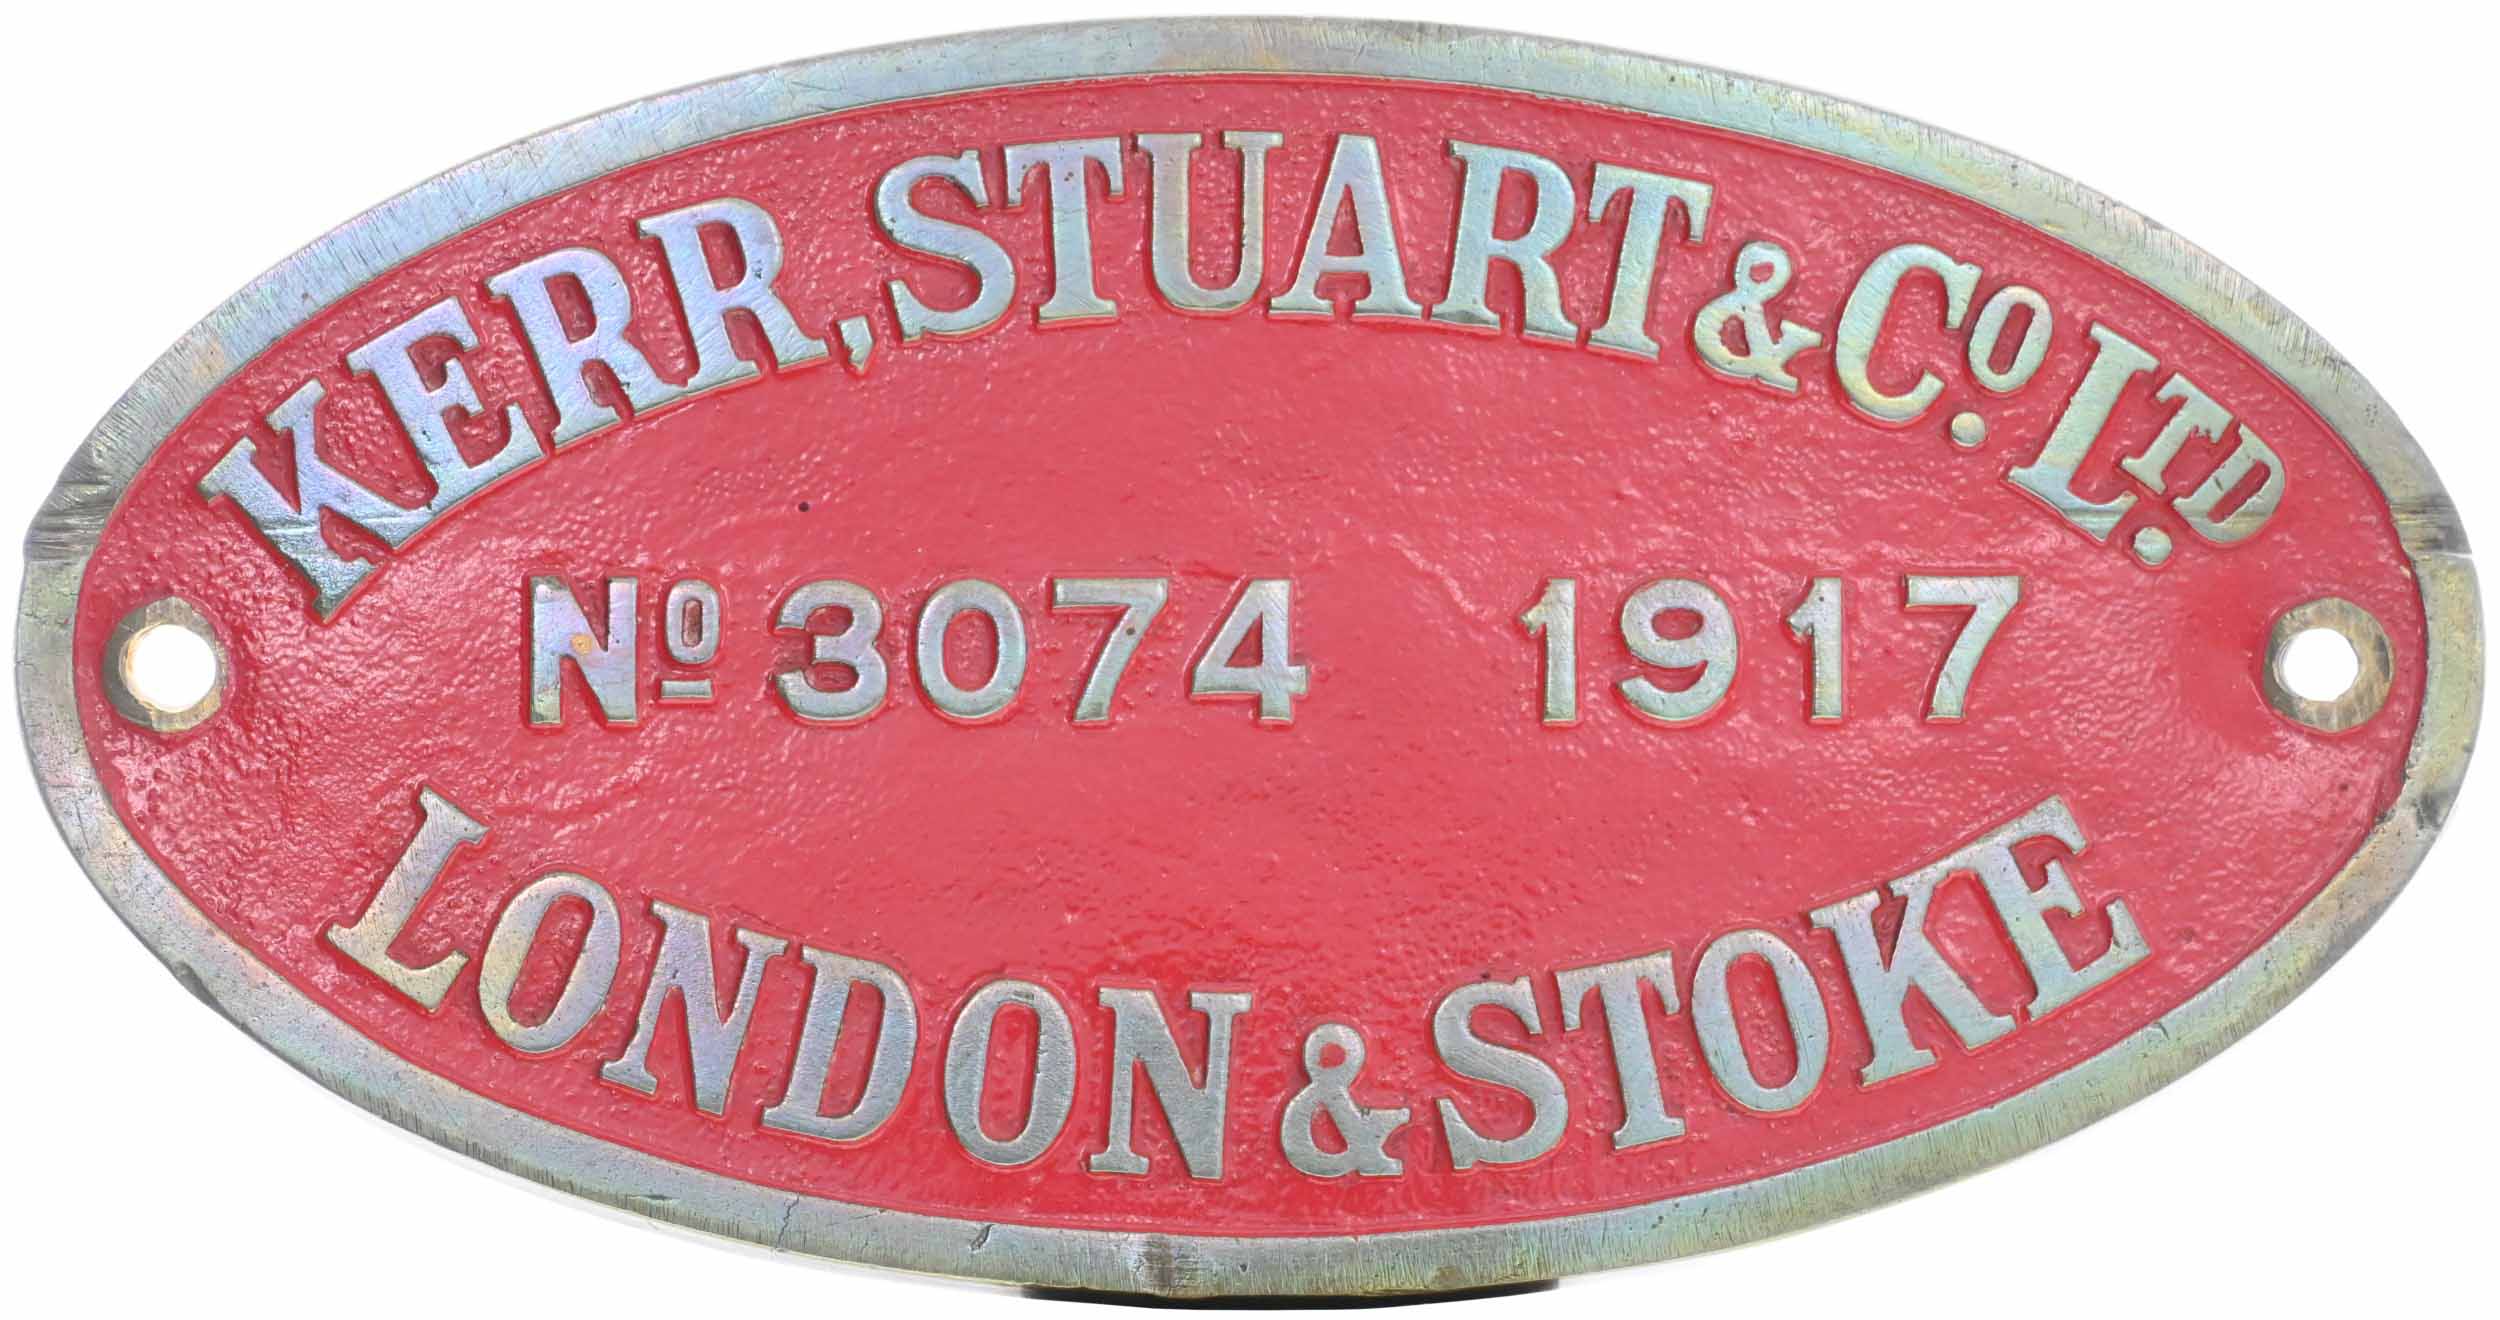 KERR, STUART & Co. LTD.
No 3074 1917
LONDON & STOKE